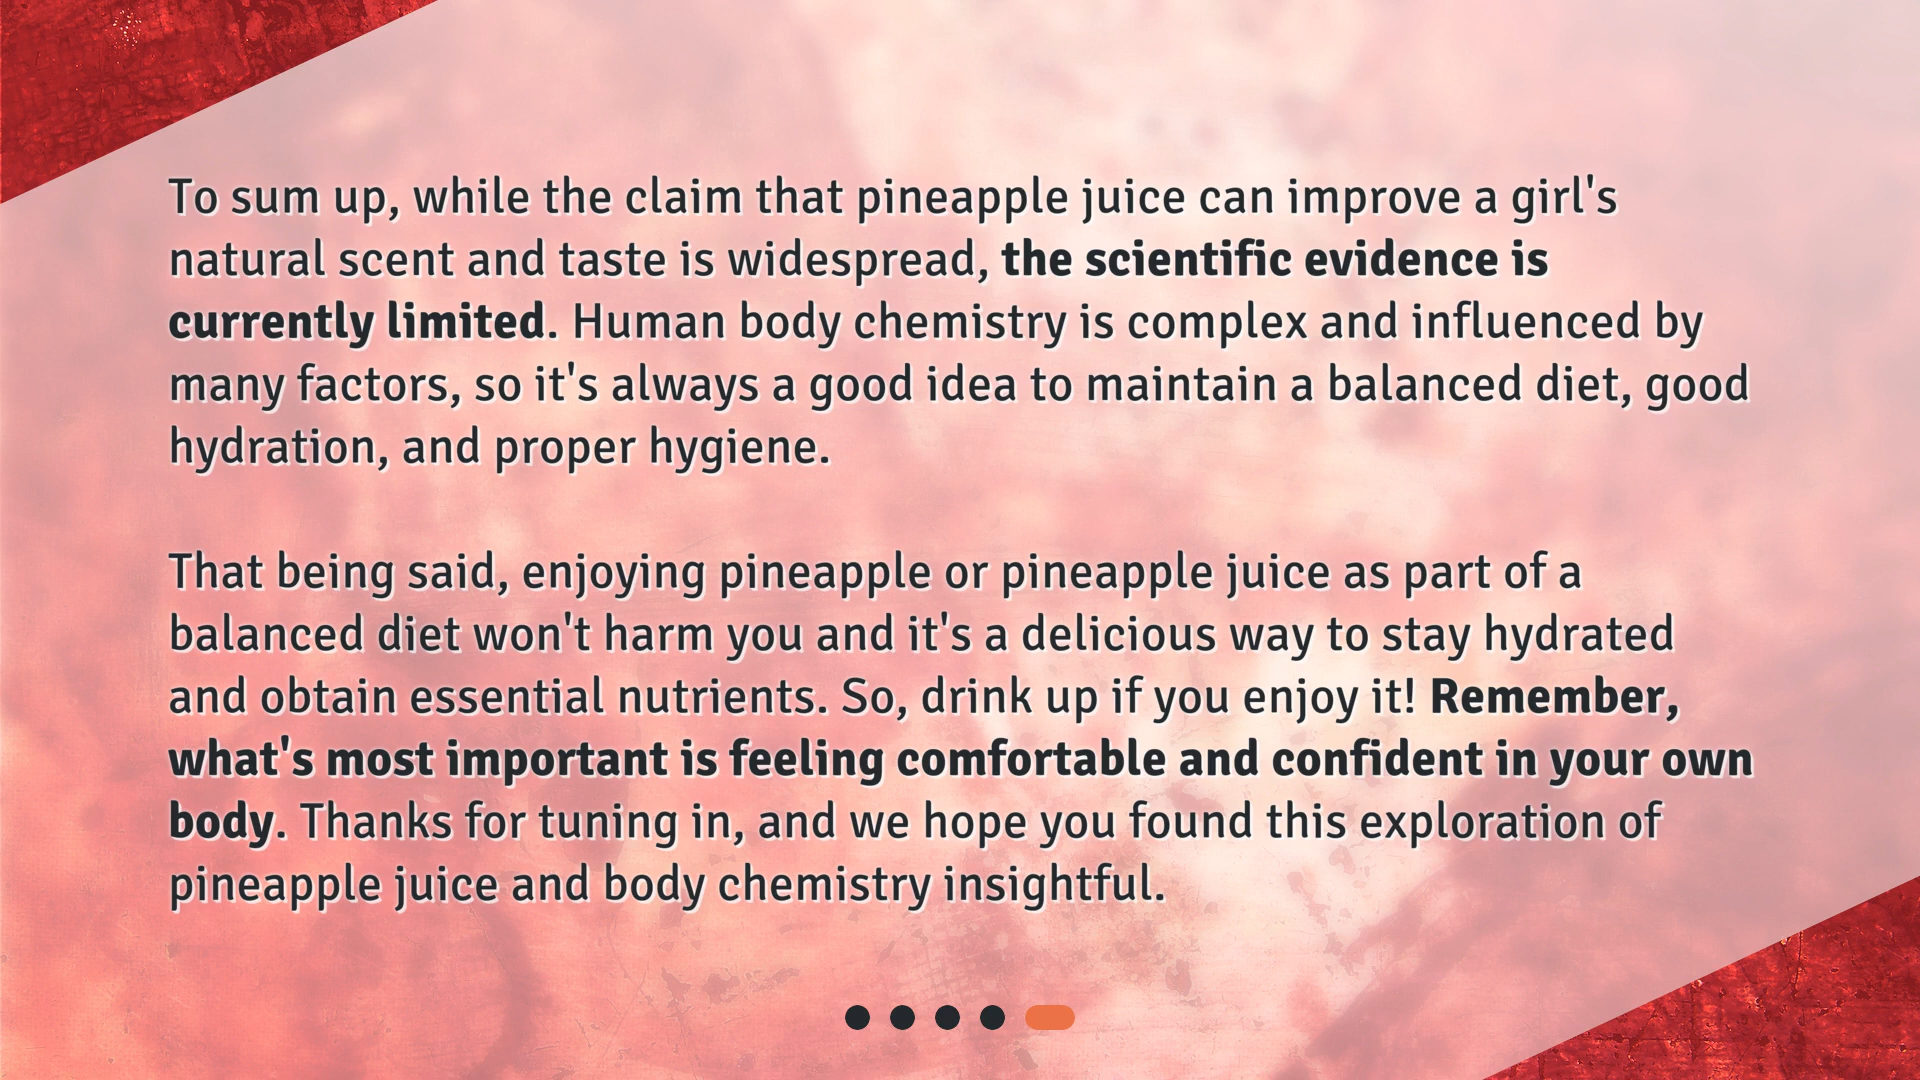 To sum up, while the claim that pineapple juice can improve a girl's
natural scent and taste is widespread, the scientific evidence is
currently limited. Human body chemistry is complex and influenced by
many factors, so it's always a good idea to maintain a balanced diet, good
hydration, and proper hygiene.
That being said, enjoying pineapple or pineapple juice as part of a
balanced diet won't harm you and it's a delicious way to stay hydrated
and obtain essential nutrients. So, drink up if you enjoy it! Remember,
what's most important is feeling comfortable and confident in your own
body. Thanks for tuning in, and we hope you found this exploration of
pineapple juice and body chemistry insightful.